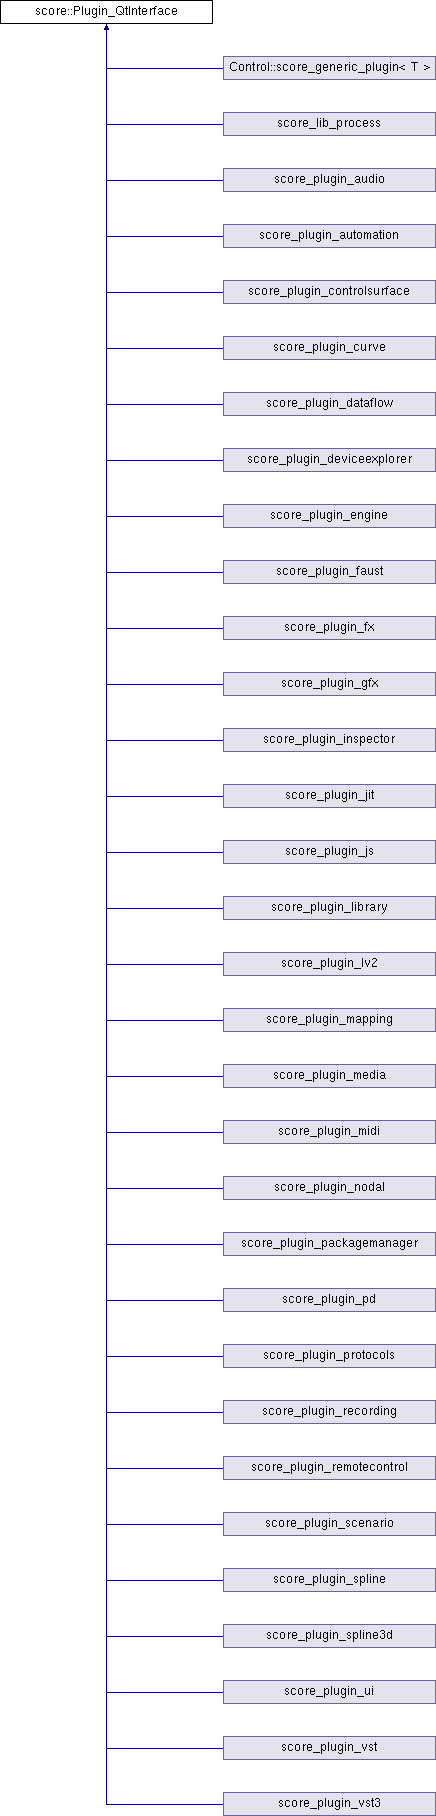 score::Plugin_QtInterface
Control::score_generic_plugin< T >
score_lib_process
score_plugin_audio
score_plugin_automation
score_plugin_controlsurface
score_plugin_curve
score_plugin_dataflow
score_plugin_deviceexplorer
score_plugin_engine
score_plugin_faust
score_plugin_fx
score_plugin_gfx
score_plugin_inspector
score_plugin_jit
score_plugin_js
score_plugin_library
score_plugin_lv2
score_plugin_mapping
score_plugin_media
score_plugin_midi
score_plugin_nodal
score_plugin_packagemanager
score_plugin_pd
score_plugin_protocols
score_plugin_recording
score_plugin_remotecontrol
score_plugin_scenario
score_plugin_spline
score_plugin_spline3d
score_plugin_ui
score_plugin_vst
score_plugin_vst3